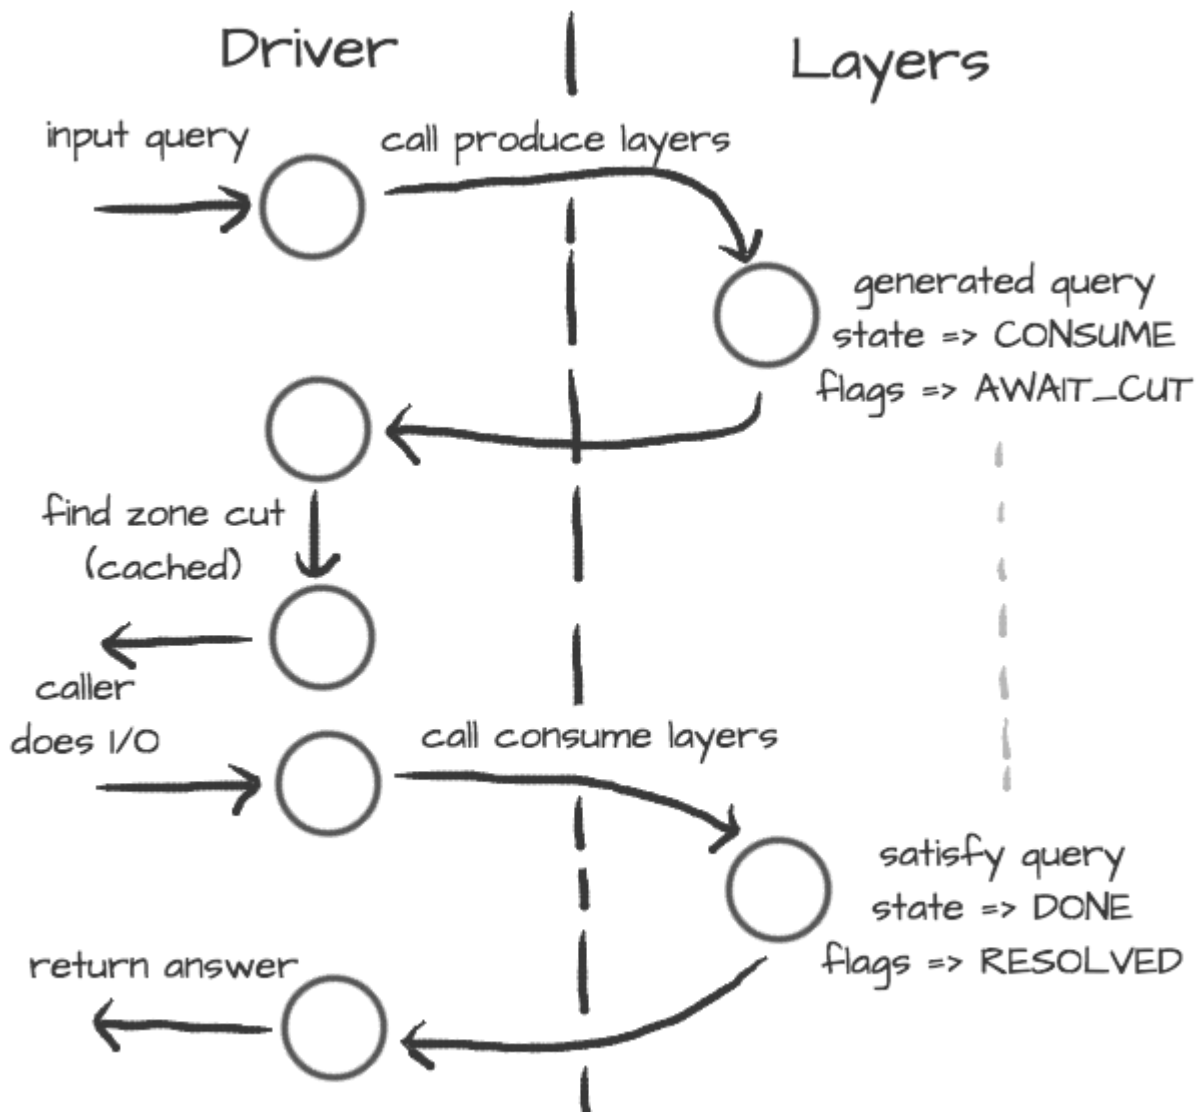 Driver
Layers
input query
call produce layers
generated query
state => CONSUME
flags => AWAIT_CUT
find zone cut
(cached)
caller
does I/O
call consume layers
satisfy query
state => DONE
flags => RESOLVED
return answer